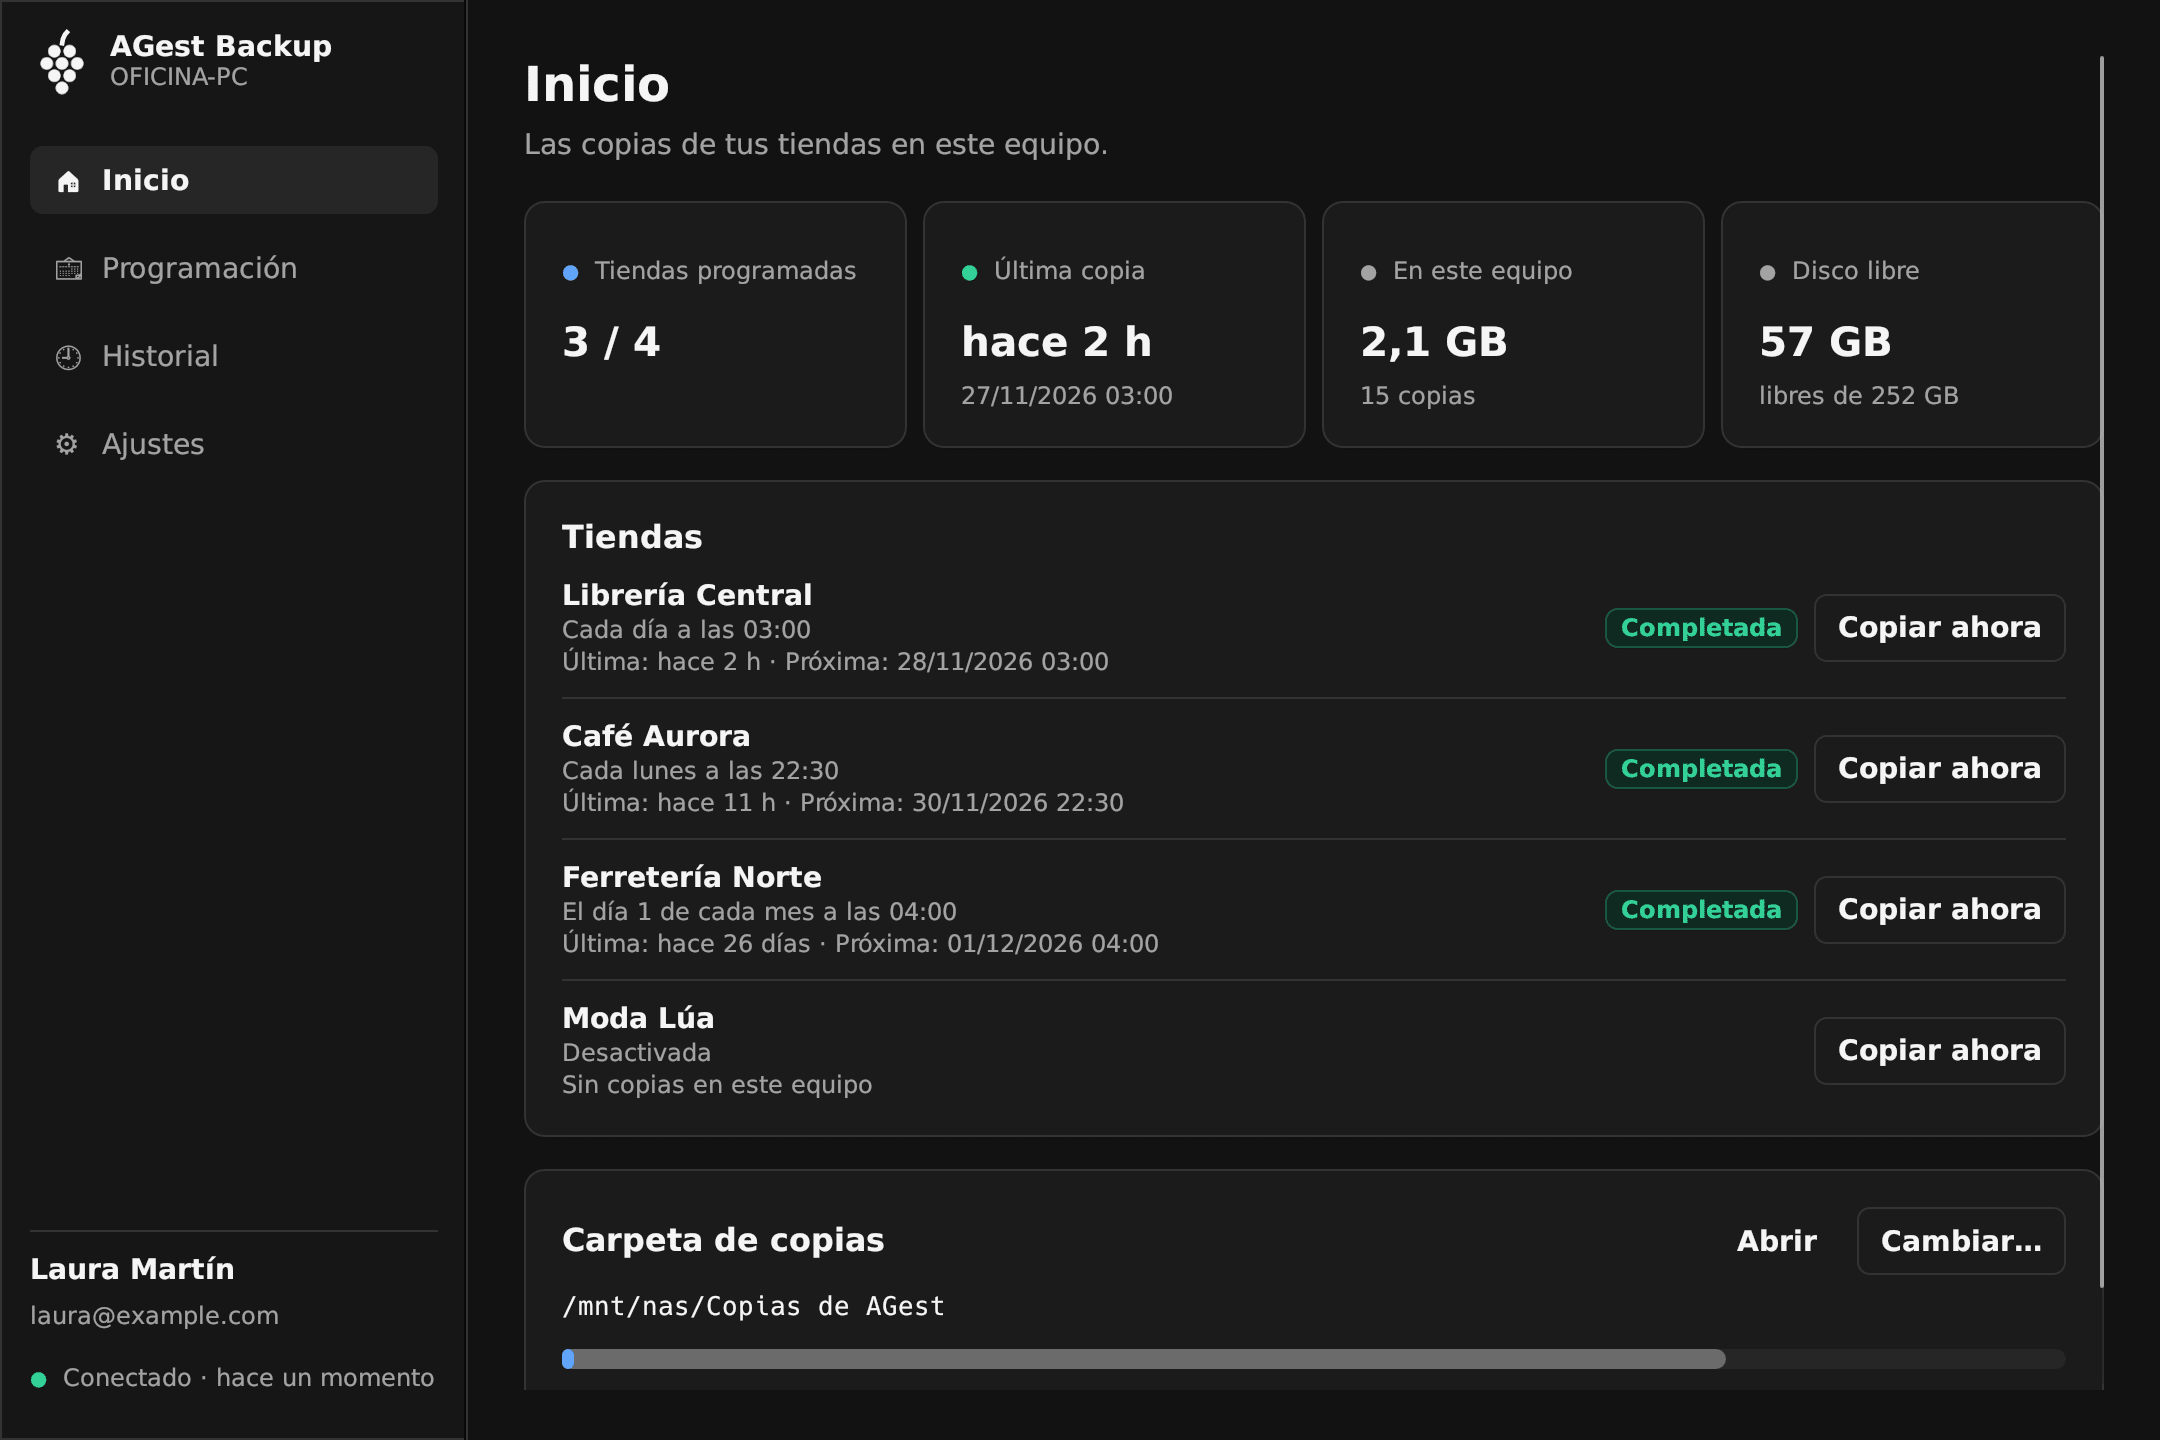 AGest Backup
OFICINA-PC
Inicio
Programación
Historial
Ajustes
Laura Martín
laura@example.com
Conectado · hace un momento
Inicio
Las copias de tus tiendas en este equipo.
Tiendas programadas
3 / 4
Última copia
hace 2 h
27/11/2026 03:00
En este equipo
2,1 GB
15 copias
Disco libre
57 GB
libres de 252 GB
Tiendas
Librería Central
Cada día a las 03:00
Última: hace 2 h · Próxima: 28/11/2026 03:00
Completada
Copiar ahora
Café Aurora
Cada lunes a las 22:30
Última: hace 11 h · Próxima: 30/11/2026 22:30
Completada
Copiar ahora
Ferretería Norte
El día 1 de cada mes a las 04:00
Última: hace 26 días · Próxima: 01/12/2026 04:00
Completada
Copiar ahora
Moda Lúa
Desactivada
Sin copias en este equipo
Copiar ahora
Carpeta de copias
Abrir
Cambiar…
/mnt/nas/Copias de AGest